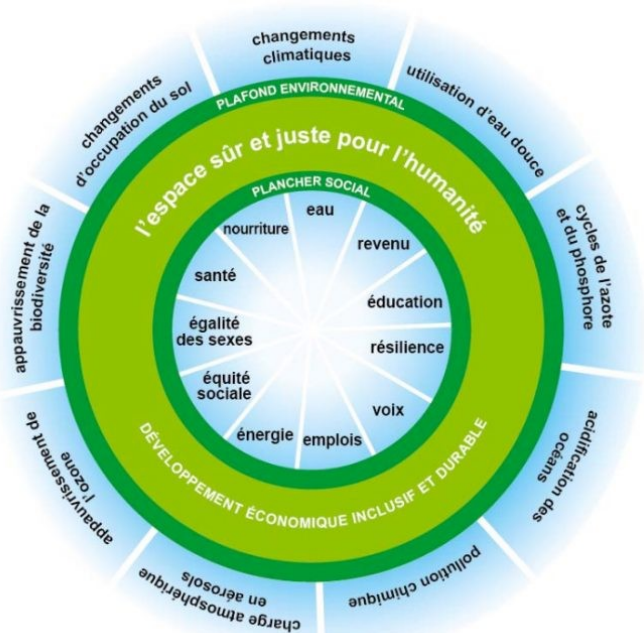 changements
climatiques
utilisation d'eau douce
cycles de l'azote
et du phosphore
acidification des
océans
pollution chimique
charge atmosphérique
en aérosols
appauvrissement de
l'ozone
appauvrissement de la
biodiversité
changements
d'occupation du sol
PLAFOND ENVIRONNEMENTAL
l'espace sûr et juste pour l'humanité
PLANCHER SOCIAL
eau
revenu
éducation
résilience
voix
emplois
énergie
équité
sociale
égalité
des sexes
santé
nourriture
DÉVELOPPEMENT ÉCONOMIQUE INCLUSIF ET DURABLE